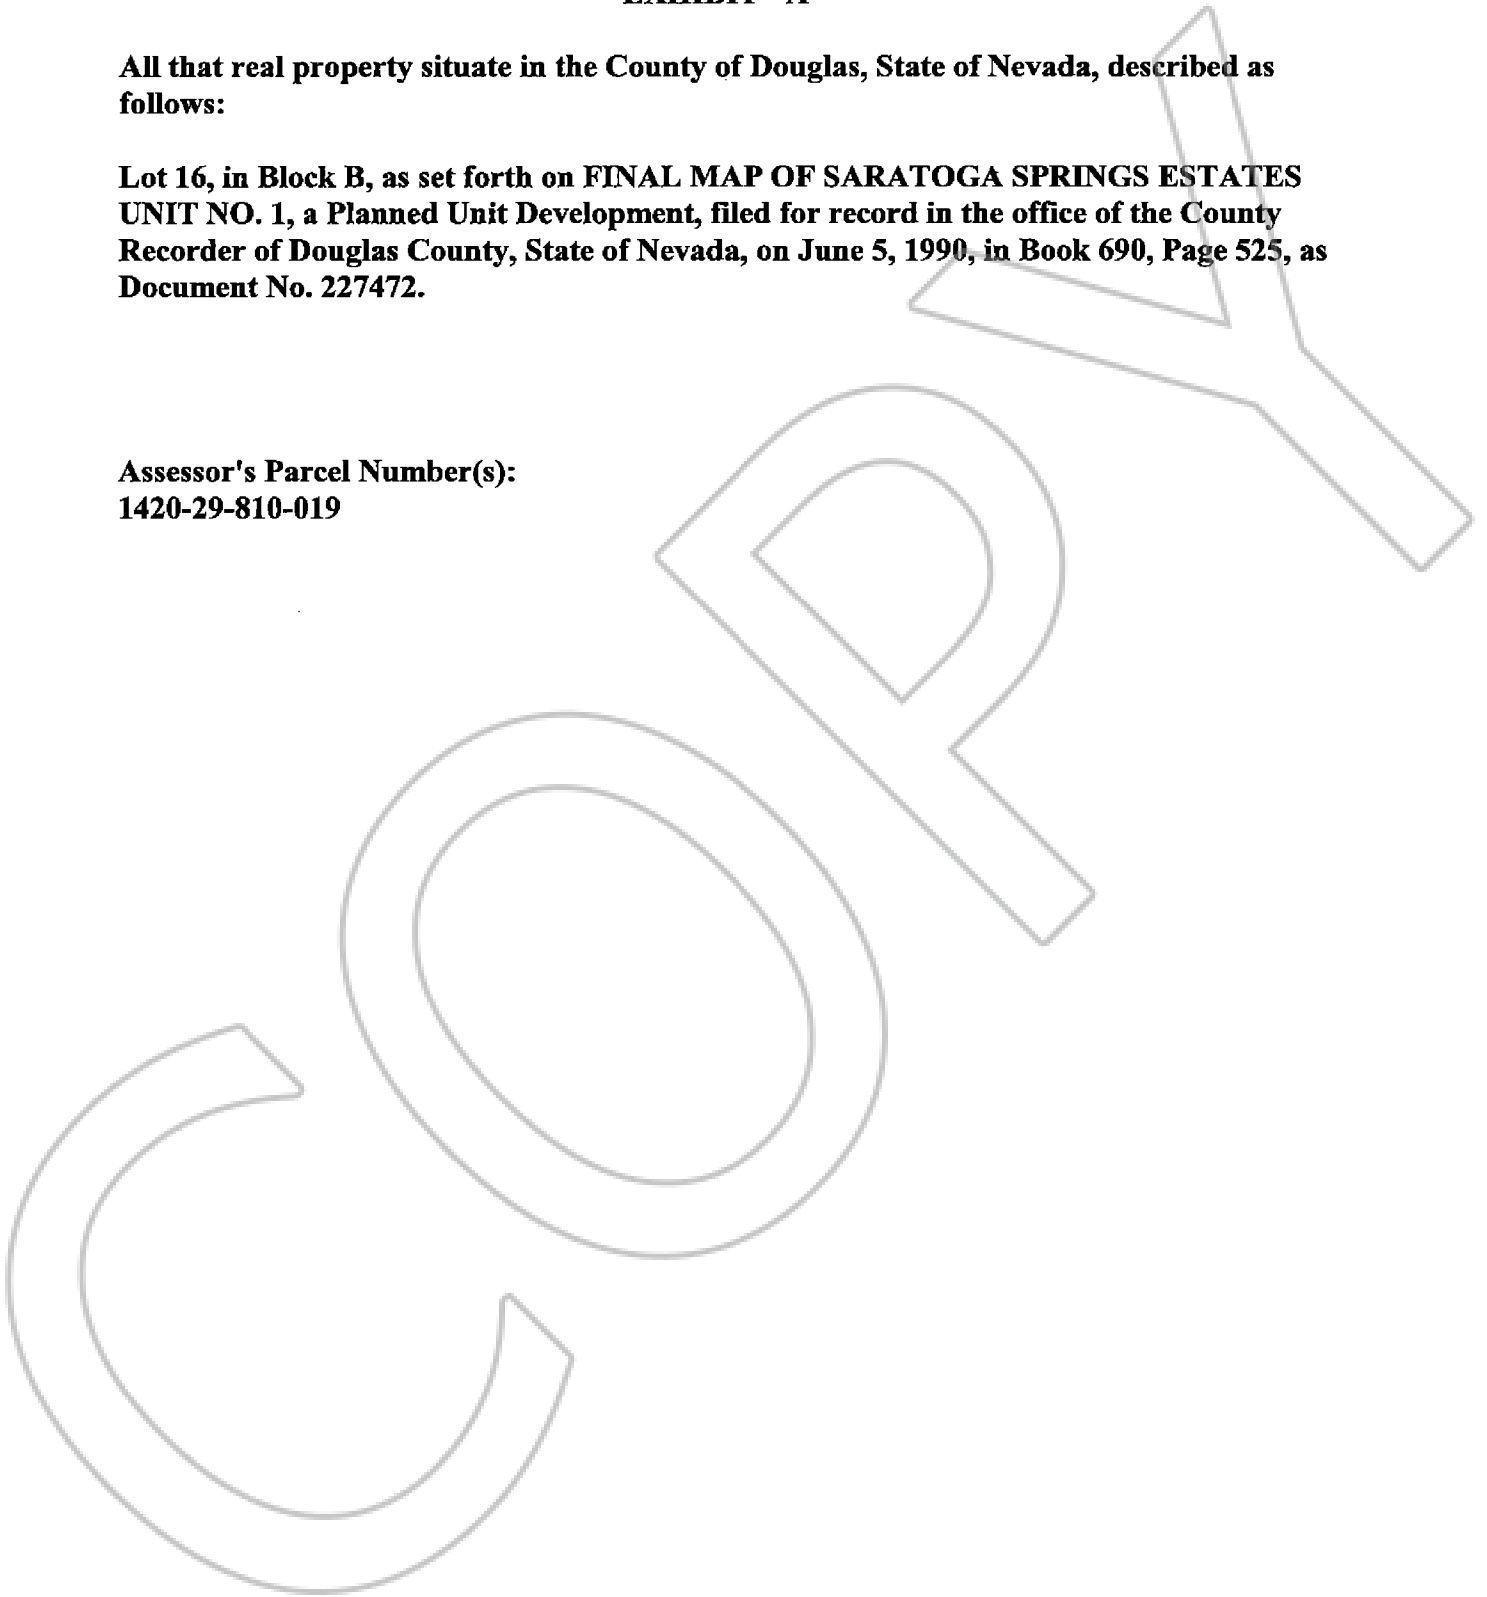 EXHIBIT "A"
All that real property situate in the County of Douglas, State of Nevada, described as
follows:
Lot 16, in Block B, as set forth on FINAL MAP OF SARATOGA SPRINGS ESTATES
UNIT NO. 1, a Planned Unit Development, filed for record in the office of the County
Recorder of Douglas County, State of Nevada, on June 5, 1990, in Book 690, Page 525, as
Document No. 227472.
Assessor's Parcel Number(s):
1420-29-810-019
COPY